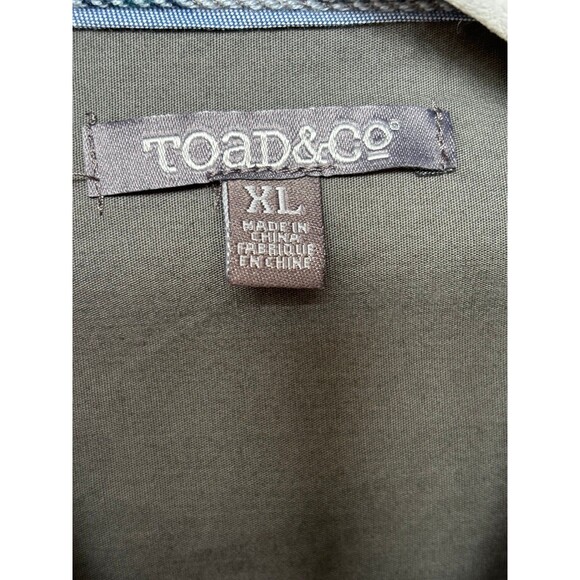 TOaD&Co®
XL
MADE IN
CHINA
FABRIQUE
EN CHINE